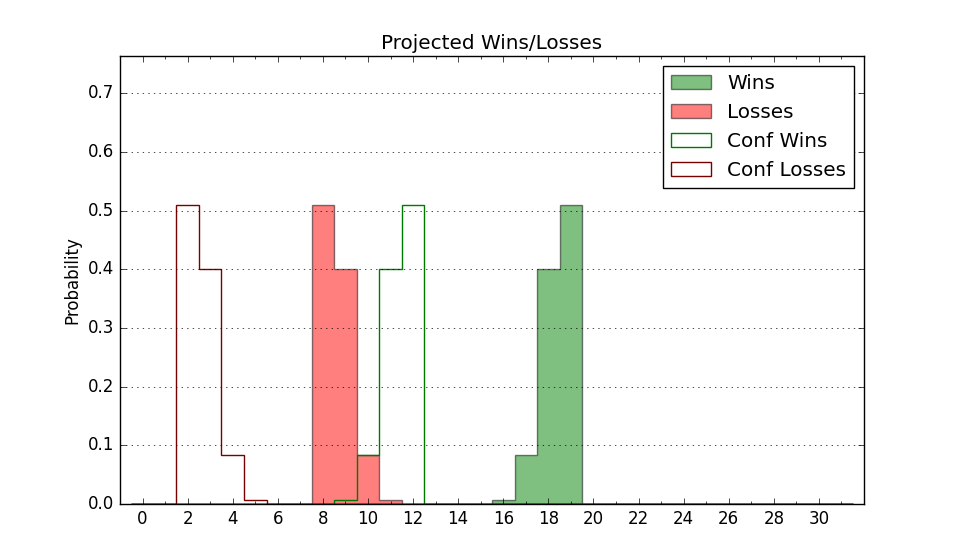 Projected Wins/Losses
Wins
Losses
Conf Wins
Conf Losses
Probability
0.7
0.6
0.5
0.4
0.3
0.2
0.1
0.0
0 2 4 6 8 10 12 14 16 18 20 22 24 26 28 30